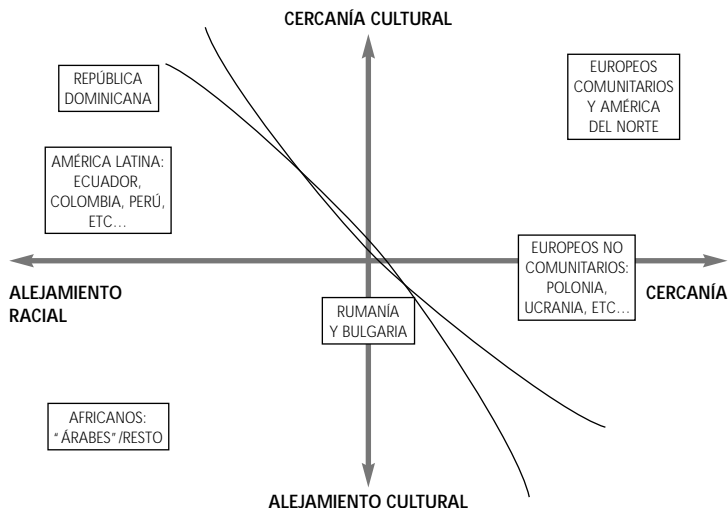 CERCANÍA CULTURAL
REPÚBLICA
DOMINICANA
EUROPEOS
COMUNITARIOS
Y AMÉRICA
DEL NORTE
AMÉRICA LATINA:
ECUADOR,
COLOMBIA, PERÚ,
ETC...
EUROPEOS NO
COMUNITARIOS:
POLONIA,
UCRANIA, ETC...
ALEJAMIENTO
RACIAL
CERCANÍA
RUMANÍA
Y BULGARIA
AFRICANOS:
"ÁRABES"/RESTO
ALEJAMIENTO CULTURAL